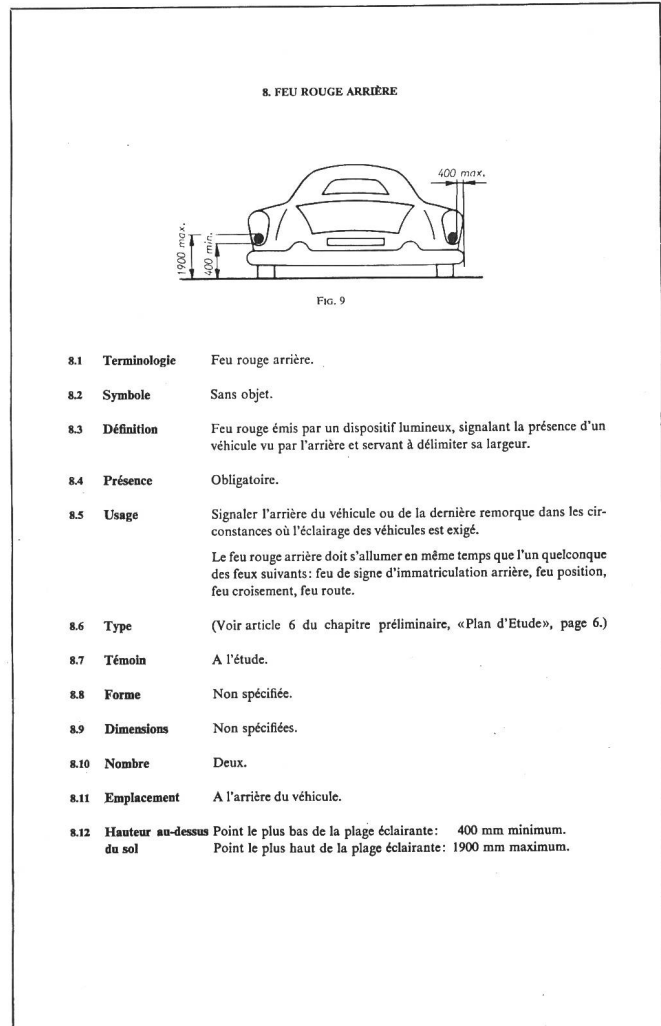 8. FEU ROUGE ARRIÈRE
400 max.
1900 max.
400 min.
FIG. 9
8.1 Terminologie Feu rouge arrière.
8.2 Symbole Sans objet.
8.3 Définition Feu rouge émis par un dispositif lumineux, signalant la présence d'un
véhicule vu par l'arrière et servant à délimiter sa largeur.
8.4 Présence Obligatoire.
8.5 Usage Signaler l'arrière du véhicule ou de la dernière remorque dans les cir-
constances où l'éclairage des véhicules est exigé.
Le feu rouge arrière doit s'allumer en même temps que l'un quelconque
des feux suivants: feu de signe d'immatriculation arrière, feu position,
feu croisement, feu route.
8.6 Type (Voir article 6 du chapitre préliminaire, «Plan d'Etude», page 6.)
8.7 Témoin A l'étude.
8.8 Forme Non spécifiée.
8.9 Dimensions Non spécifiées.
8.10 Nombre Deux.
8.11 Emplacement A l'arrière du véhicule.
8.12 Hauteur au-dessus Point le plus bas de la plage éclairante: 400 mm minimum.
du sol Point le plus haut de la plage éclairante: 1900 mm maximum.